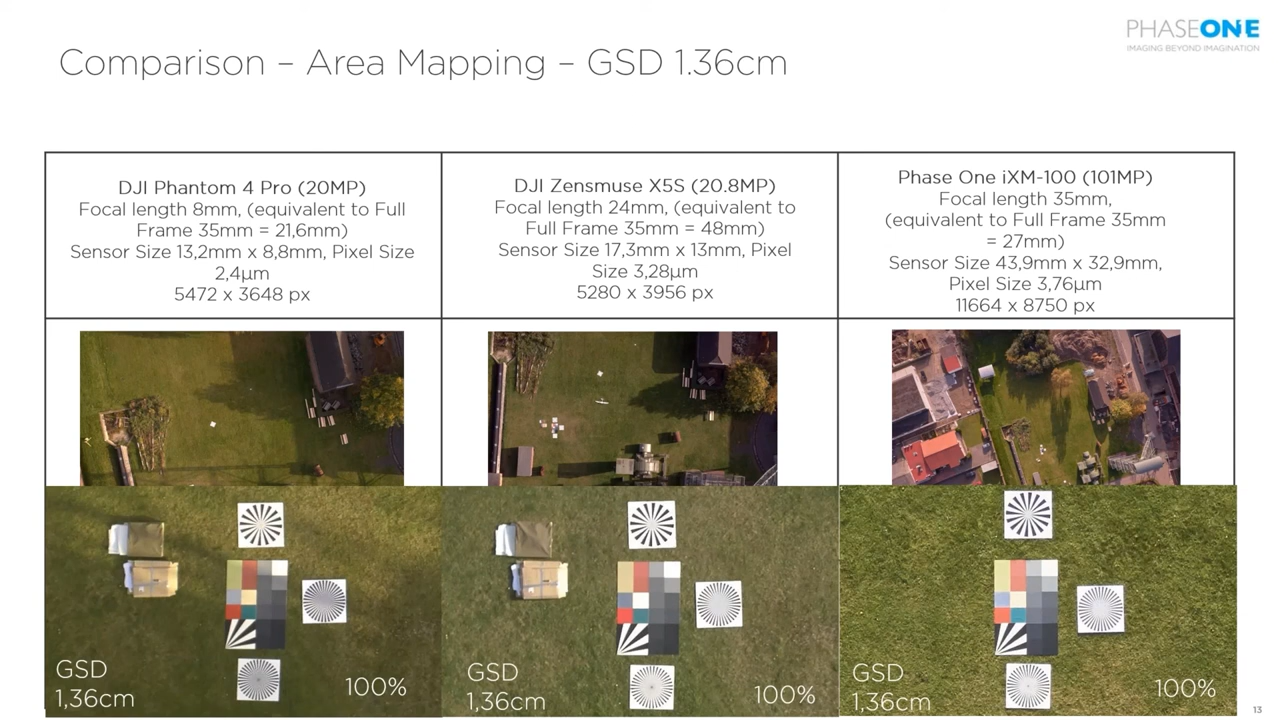 PHASEONE
IMAGING BEYOND IMAGINATION
Comparison – Area Mapping – GSD 1.36cm
DJI Phantom 4 Pro (20MP)
Focal length 8mm, (equivalent to Full
Frame 35mm = 21,6mm)
Sensor Size 13,2mm x 8,8mm, Pixel Size
2,4µm
5472 x 3648 px
DJI Zensmuse X5S (20.8MP)
Focal length 24mm, (equivalent to
Full Frame 35mm = 48mm)
Sensor Size 17,3mm x 13mm, Pixel
Size 3,28µm
5280 x 3956 px
Phase One iXM-100 (101MP)
Focal length 35mm,
(equivalent to Full Frame 35mm
= 27mm)
Sensor Size 43,9mm x 32,9mm,
Pixel Size 3,76µm
11664 x 8750 px
GSD
1,36cm
100%
GSD
1,36cm
100%
GSD
1,36cm
100%
13